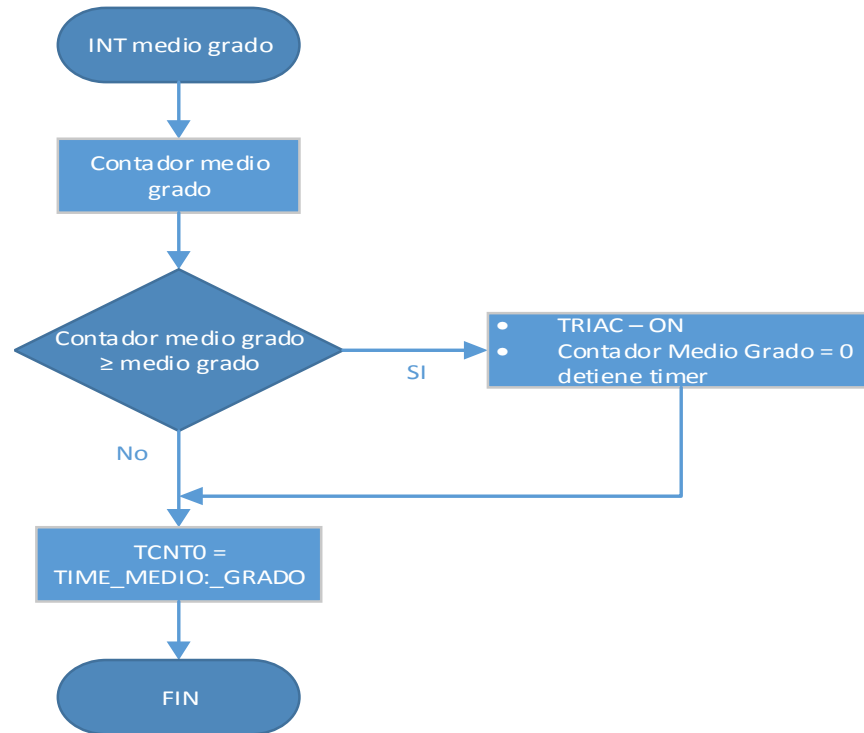 INT medio grado
Contador medio
grado
Contador medio grado
≥ medio grado
SI
• TRIAC – ON
• Contador Medio Grado = 0
detiene timer
No
TCNT0 =
TIME_MEDIO:_GRADO
FIN